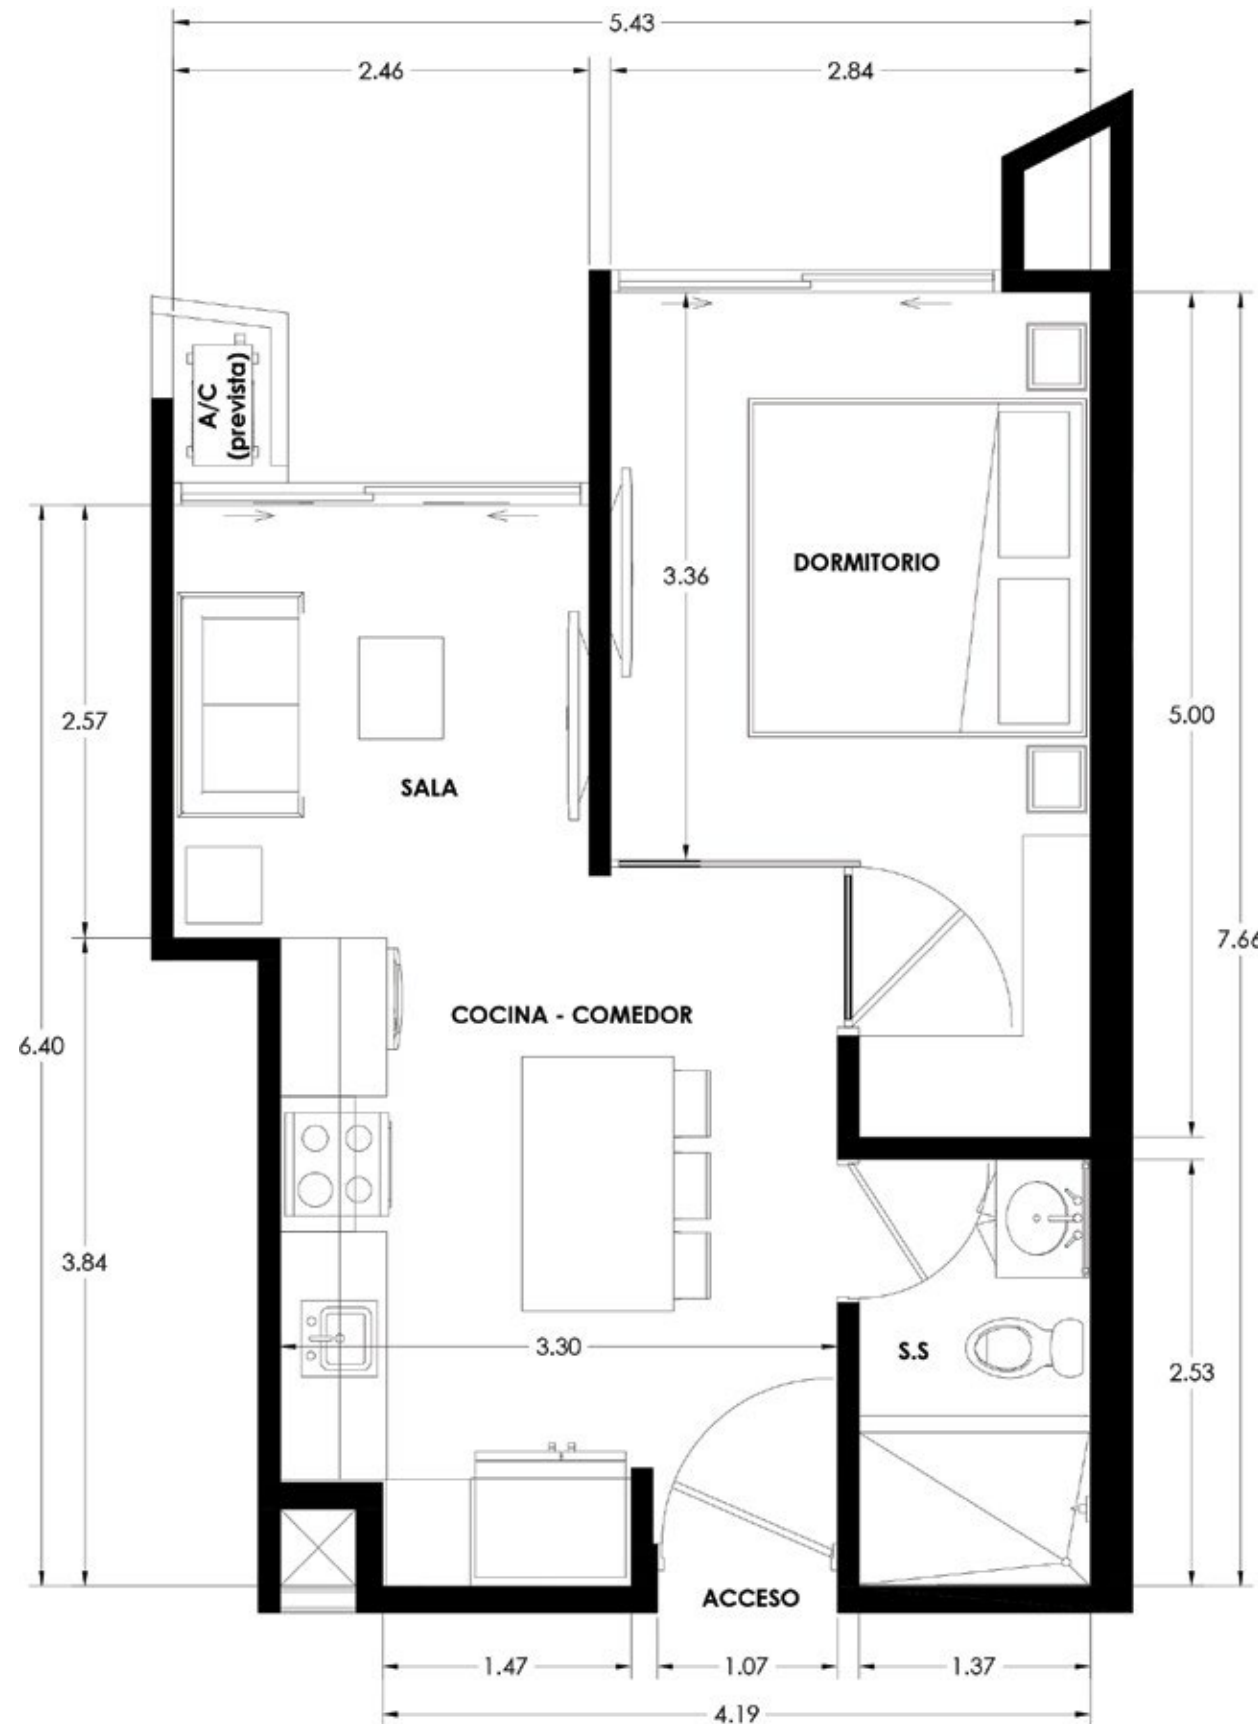 5.43
2.46
2.84
A/C
(prevista)
DORMITORIO
3.36
5.00
2.57
SALA
7.66
COCINA - COMEDOR
6.40
3.84
3.30
S.S
2.53
ACCESO
1.47
1.07
1.37
4.19